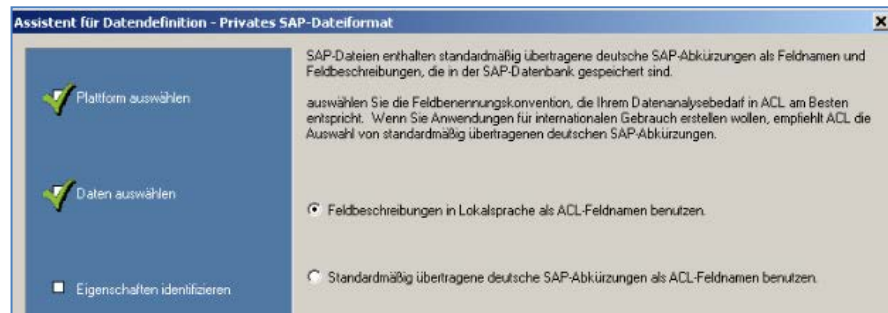 Assistent für Datendefinition - Privates SAP-Dateiformat
SAP-Dateien enthalten standardmäßig übertragene deutsche SAP-Abkürzungen als Feldnamen und
Feldbeschreibungen, die in der SAP-Datenbank gespeichert sind.
Plattform auswählen
auswählen Sie die Feldbenennungskonvention, die Ihrem Datenanalysebedarf in ACL am Besten
entspricht. Wenn Sie Anwendungen für internationalen Gebrauch erstellen wollen, empfiehlt ACL die
Auswahl von standardmäßig übertragenen deutschen SAP-Abkürzungen.
Daten auswählen
Feldbeschreibungen in Lokalsprache als ACL-Feldnamen benutzen.
Eigenschaften identifizieren
Standardmäßig übertragene deutsche SAP-Abkürzungen als ACL-Feldnamen benutzen.